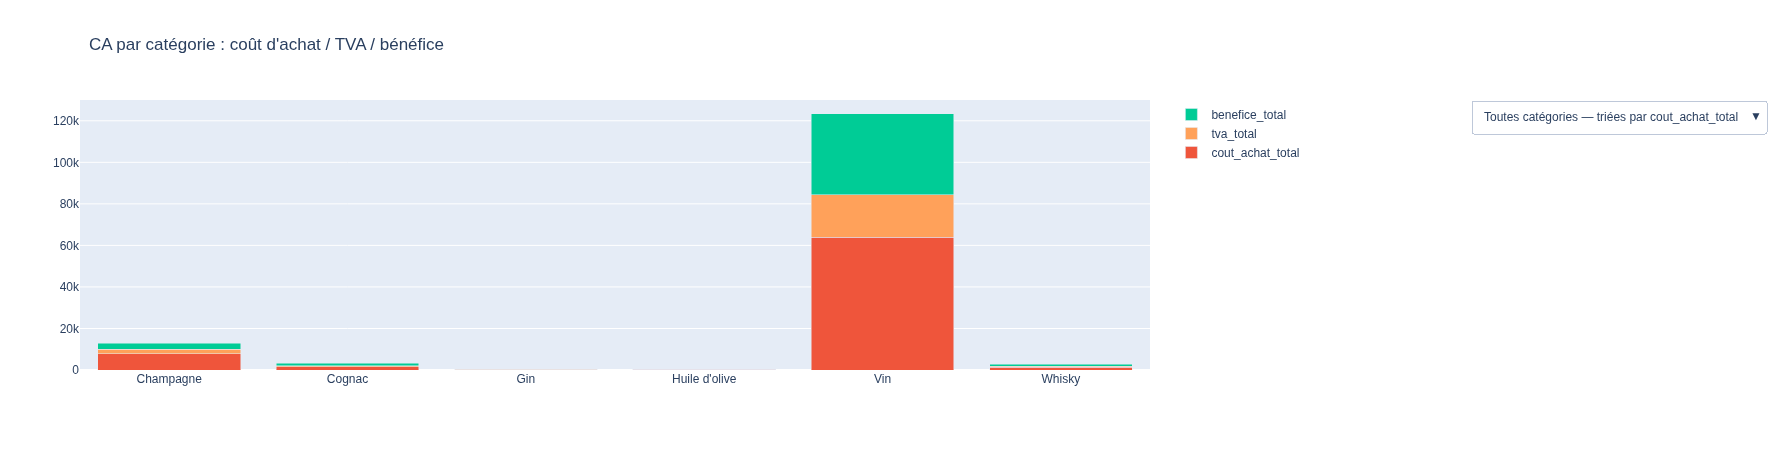 CA par catégorie : coût d'achat / TVA / bénéfice
120k
100k
80k
60k
40k
20k
0
Champagne
Cognac
Gin
Huile d'olive
Vin
Whisky
benefice_total
tva_total
cout_achat_total
Toutes catégories — triées par cout_achat_total ▼